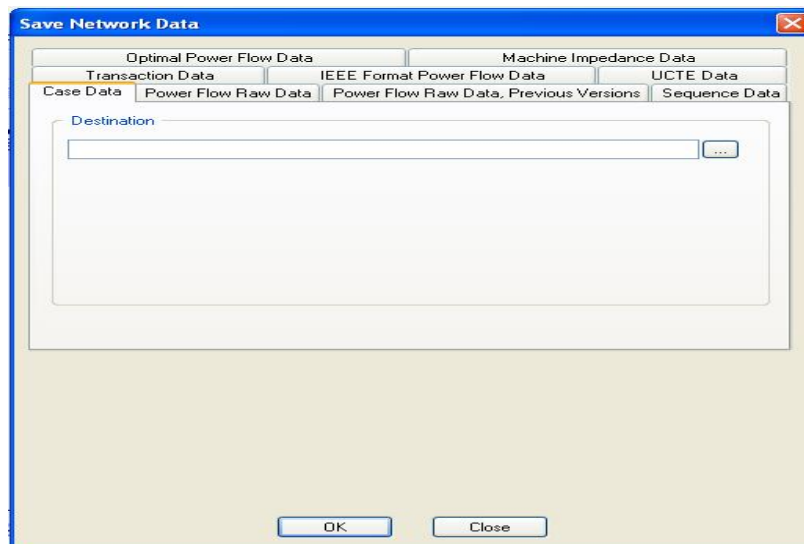 Save Network Data
Optimal Power Flow Data Machine Impedance Data
Transaction Data IEEE Format Power Flow Data UCTE Data
Case Data Power Flow Raw Data Power Flow Raw Data, Previous Versions Sequence Data
Destination
...
OK Close